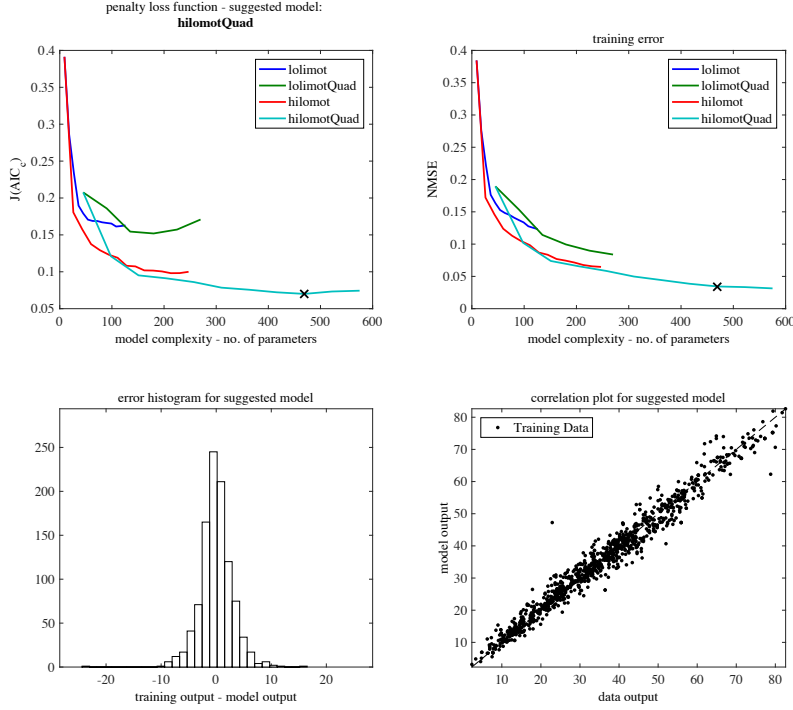 penalty loss function - suggested model:
hilomotQuad
0.4
0.35
0.3
0.25
0.2
0.15
0.1
0.05
J(AIC_c)
lolimot
lolimotQuad
hilomot
hilomotQuad
0 100 200 300 400 500 600
model complexity - no. of parameters
training error
0.4
0.35
0.3
0.25
0.2
0.15
0.1
0.05
0
NMSE
lolimot
lolimotQuad
hilomot
hilomotQuad
0 100 200 300 400 500 600
model complexity - no. of parameters
error histogram for suggested model
250
200
150
100
50
0
-20 -10 0 10 20
training output - model output
correlation plot for suggested model
80
70
60
50
40
30
20
10
model output
Training Data
10 20 30 40 50 60 70 80
data output